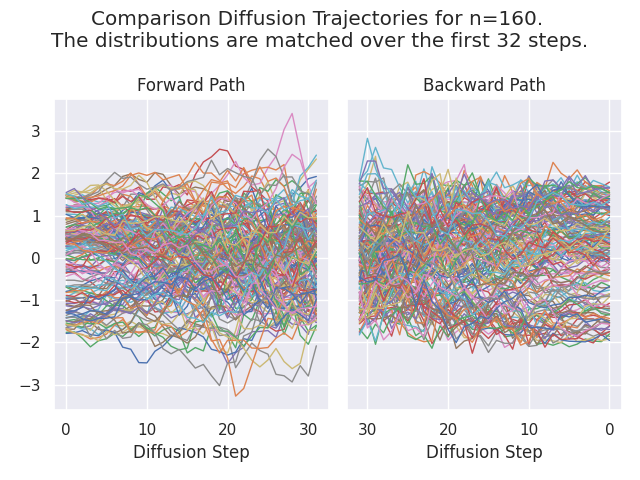 Comparison Diffusion Trajectories for n=160.
The distributions are matched over the first 32 steps.
Forward Path
Backward Path
3
2
1
0
−1
−2
−3
0 10 20 30
30 20 10 0
Diffusion Step
Diffusion Step